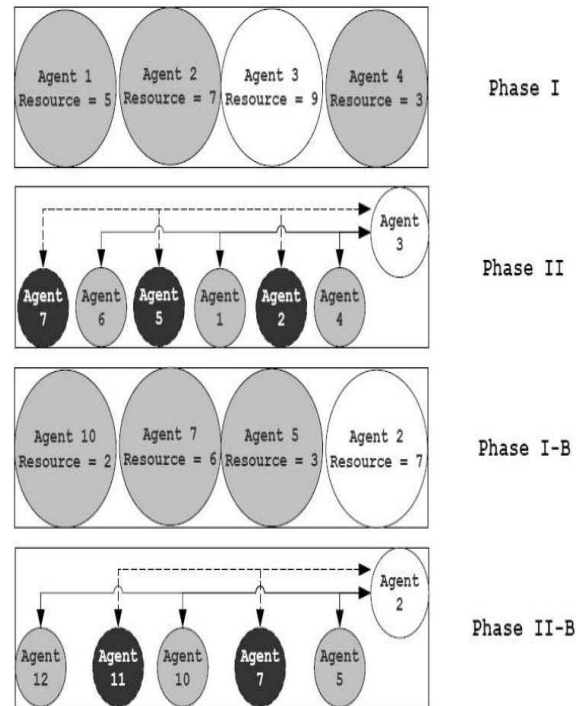 Agent 1
Resource = 5
Agent 2
Resource = 7
Agent 3
Resource = 9
Agent 4
Resource = 3
Phase I
Agent
3
Agent
7
Agent
6
Agent
5
Agent
1
Agent
2
Agent
4
Phase II
Agent 10
Resource = 2
Agent 7
Resource = 6
Agent 5
Resource = 3
Agent 2
Resource = 7
Phase I-B
Agent
2
Agent
12
Agent
11
Agent
10
Agent
7
Agent
5
Phase II-B